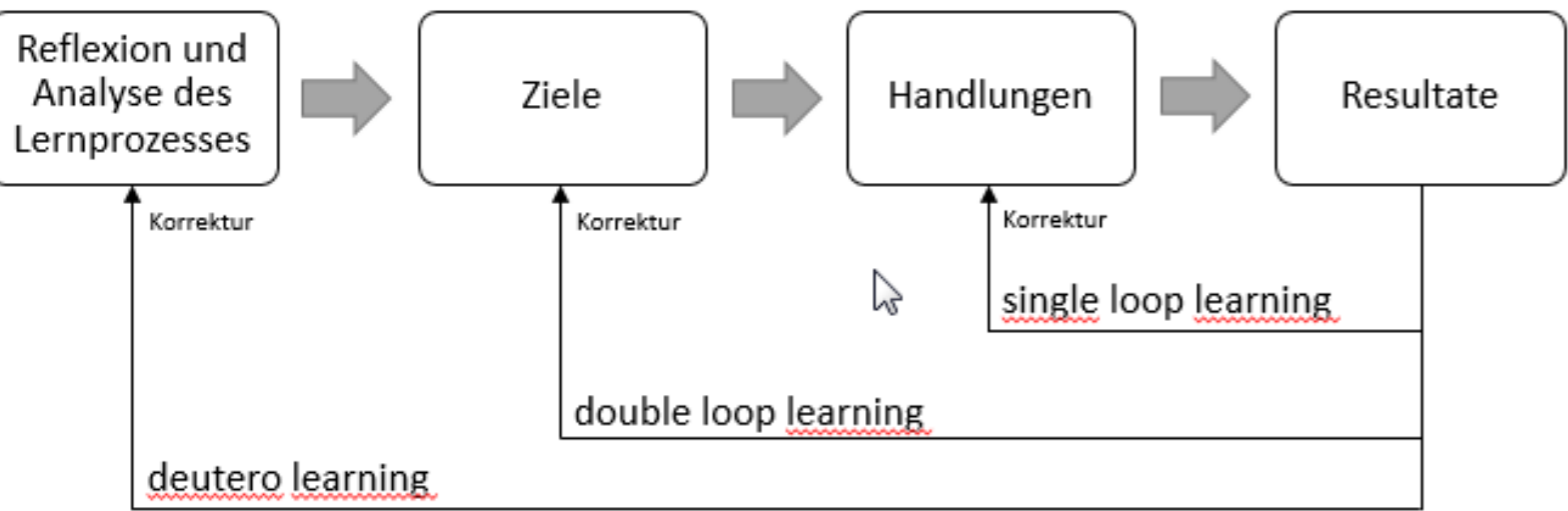 Reflexion und
Analyse des
Lernprozesses
Ziele
Handlungen
Resultate
Korrektur
Korrektur
Korrektur
single loop learning
double loop learning
deutero learning